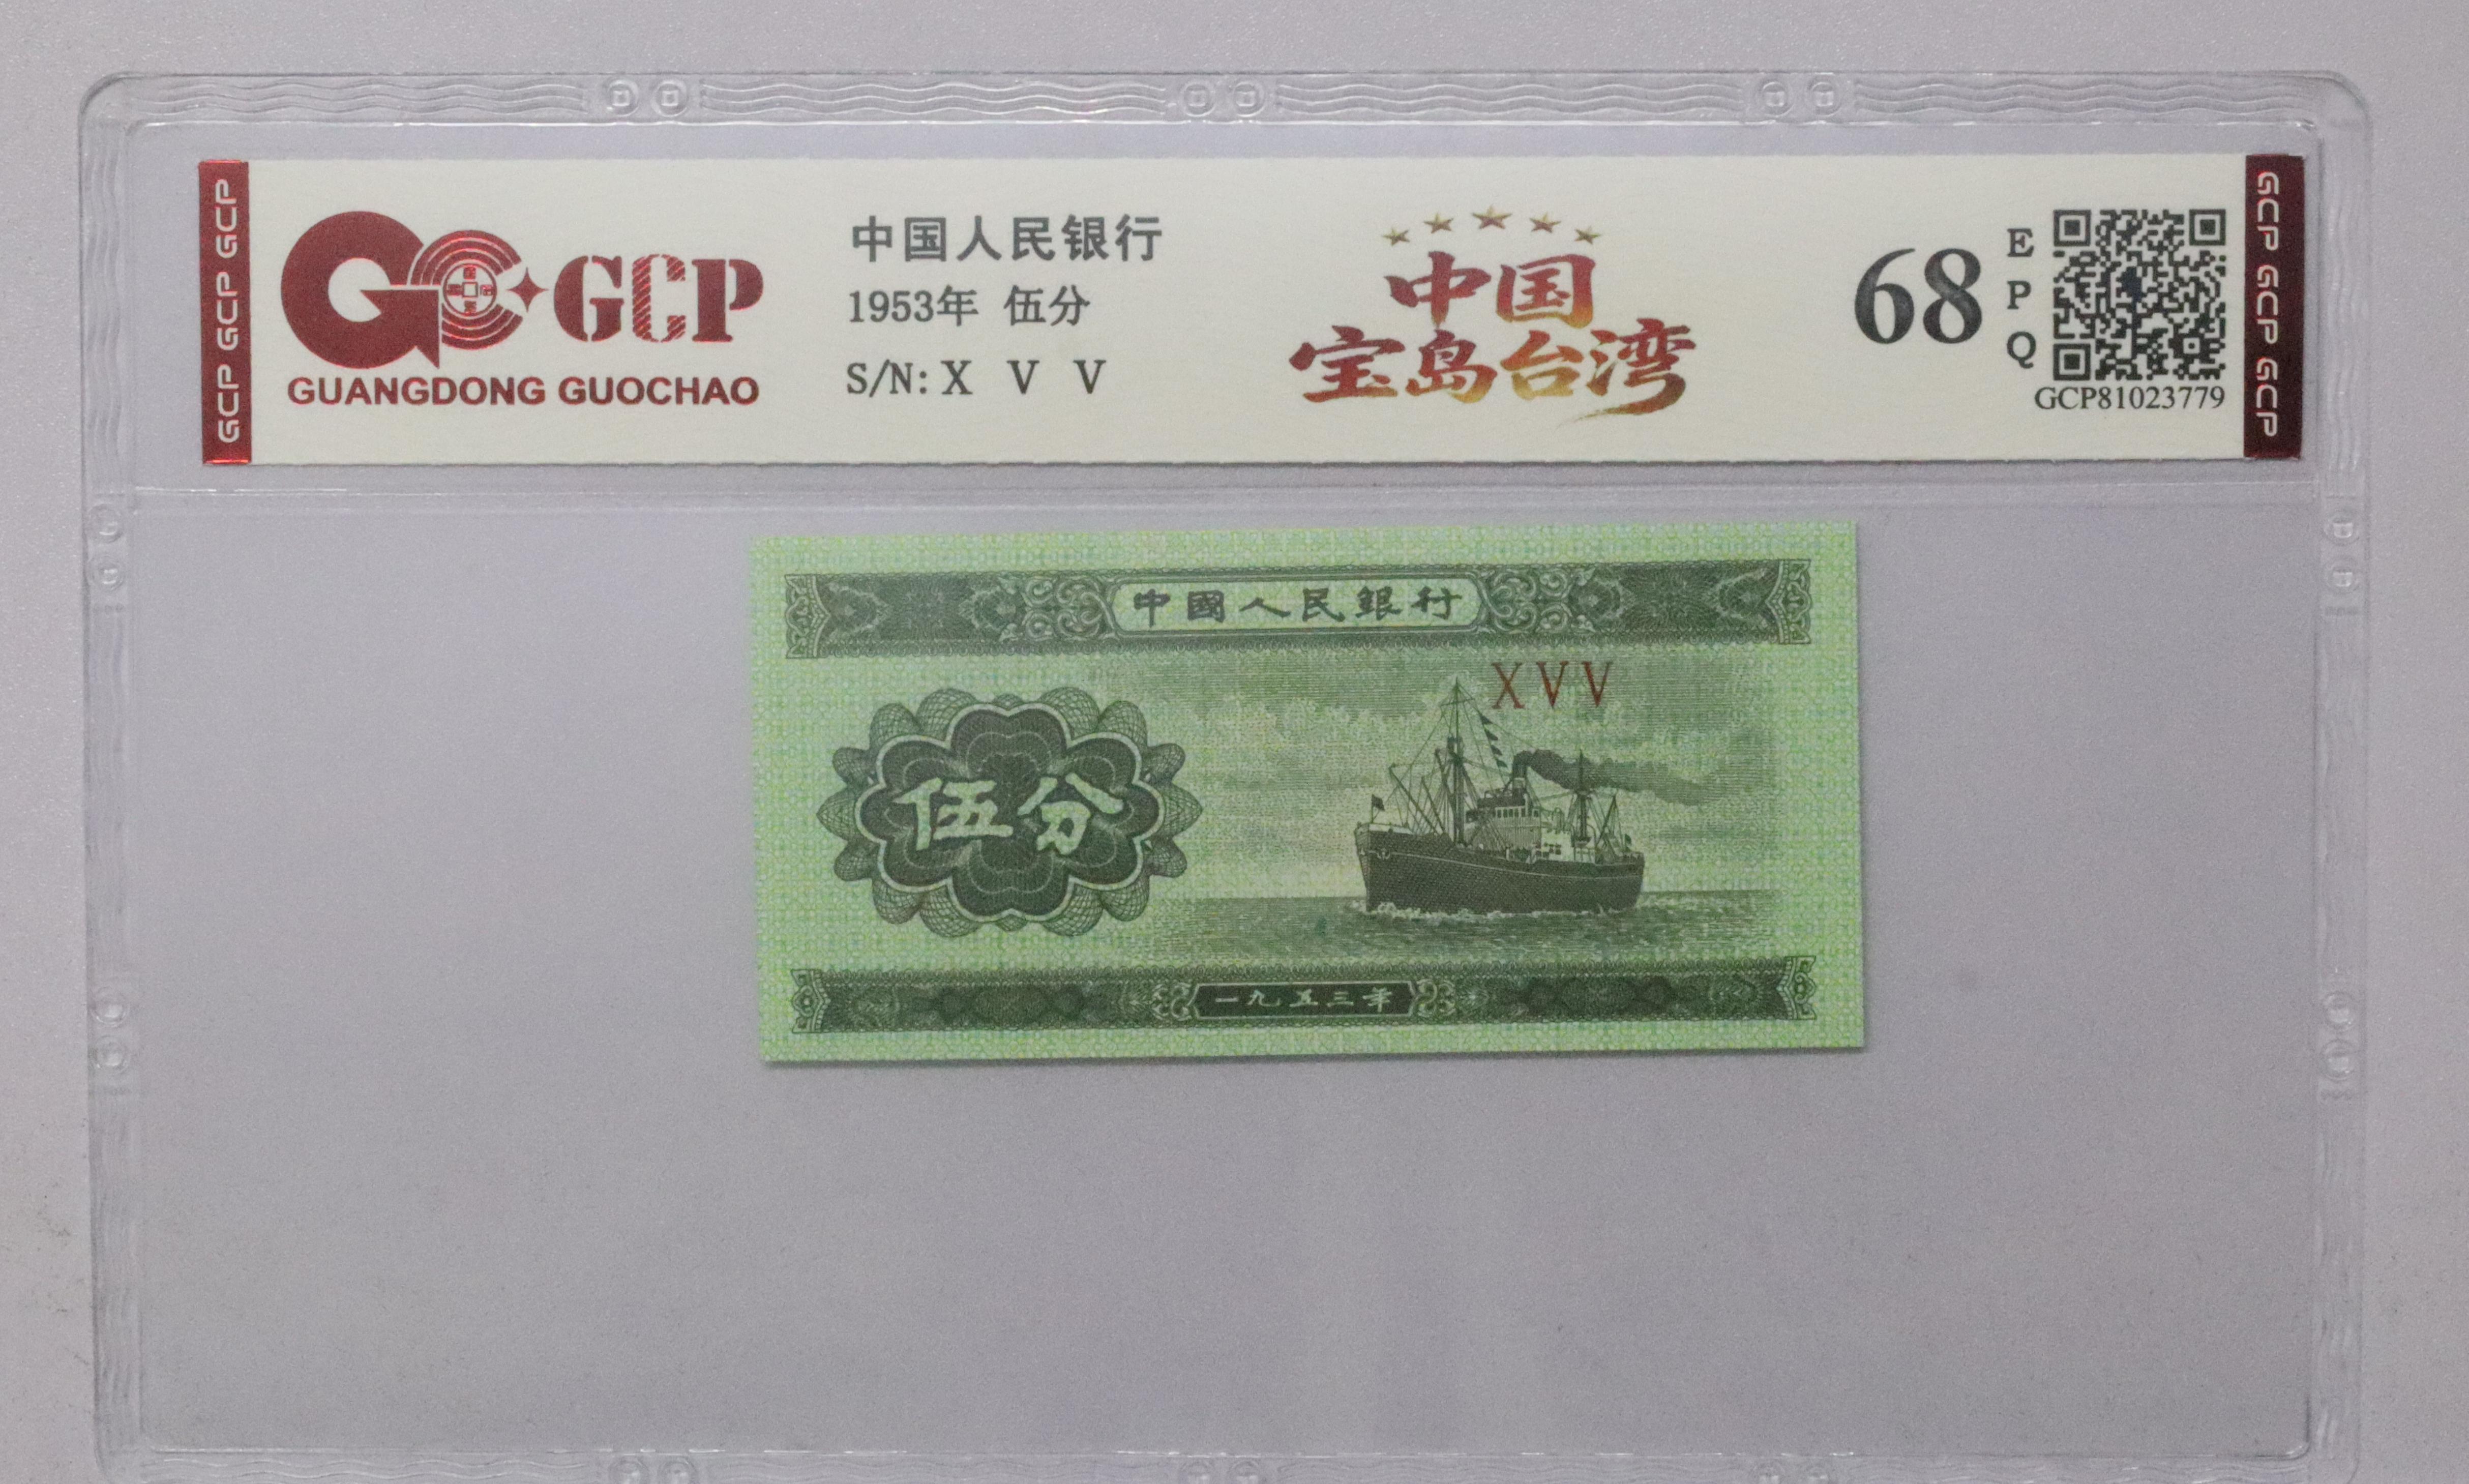 GCP GCP GCP
GCP
GUANGDONG GUOCHAO
中国人民银行
1953年 伍分
S/N: X V V
中国
宝岛台湾
68
EPQ
GCP81023779
GCP GCP GCP
中國人民銀行
XVV
伍分
一九五三年